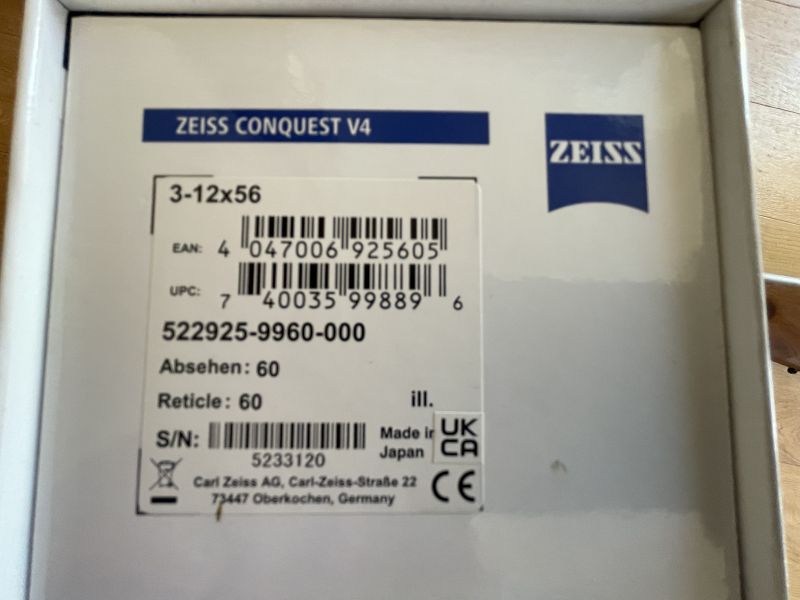 ZEISS CONQUEST V4
ZEISS
3-12x56
EAN: 4 047006 925605
UPC: 7 40035 99889 6
522925-9960-000
Absehen: 60
Reticle: 60 ill.
S/N:
5233120
Made in
Japan
UK
CA
Carl Zeiss AG, Carl-Zeiss-Straße 22
73447 Oberkochen, Germany
CE